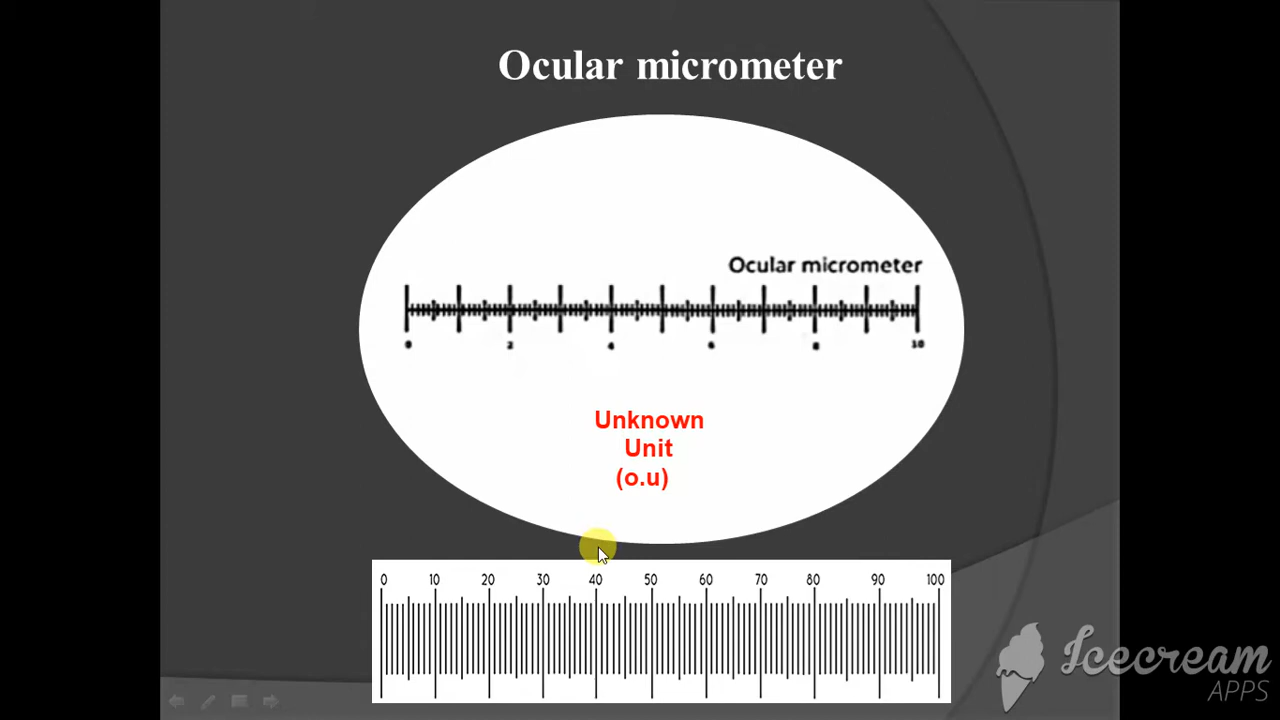 Ocular micrometer
Ocular micrometer
0 2 4 6 8 10
Unknown
Unit
(o.u)
0 10 20 30 40 50 60 70 80 90 100
Icecream
APPS